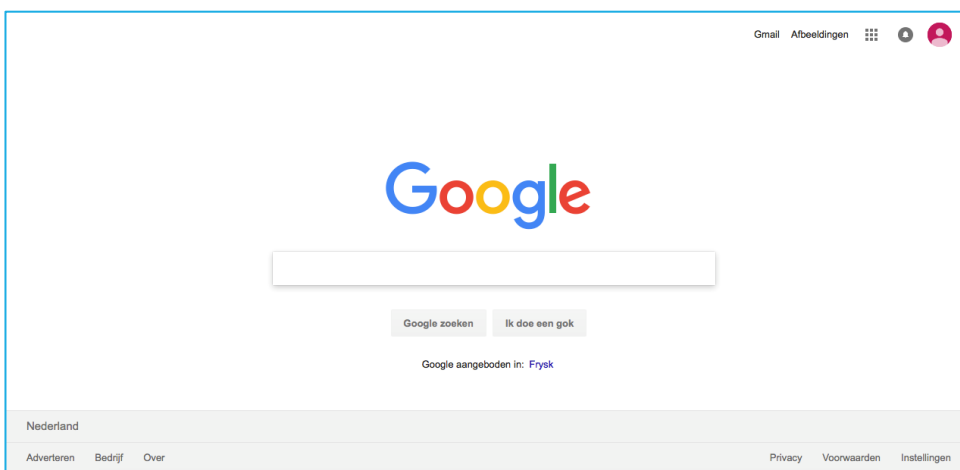 Gmail Afbeeldingen
Google
Google zoeken Ik doe een gok
Google aangeboden in: Frysk
Nederland
Adverteren Bedrijf Over Privacy Voorwaarden Instellingen